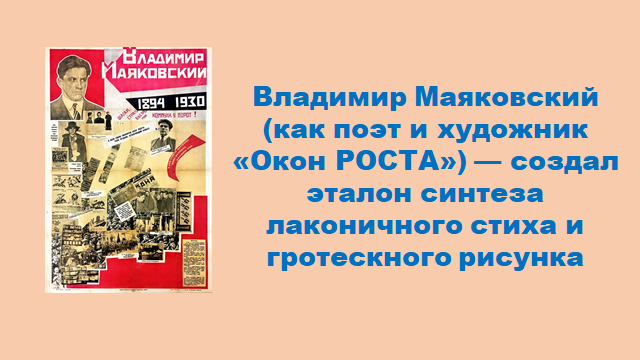 Владимир
Маяковский
1894 1930
Владимир Маяковский
(как поэт и художник
«Окон РОСТА») — создал
эталон синтеза
лаконичного стиха и
гротескного рисунка